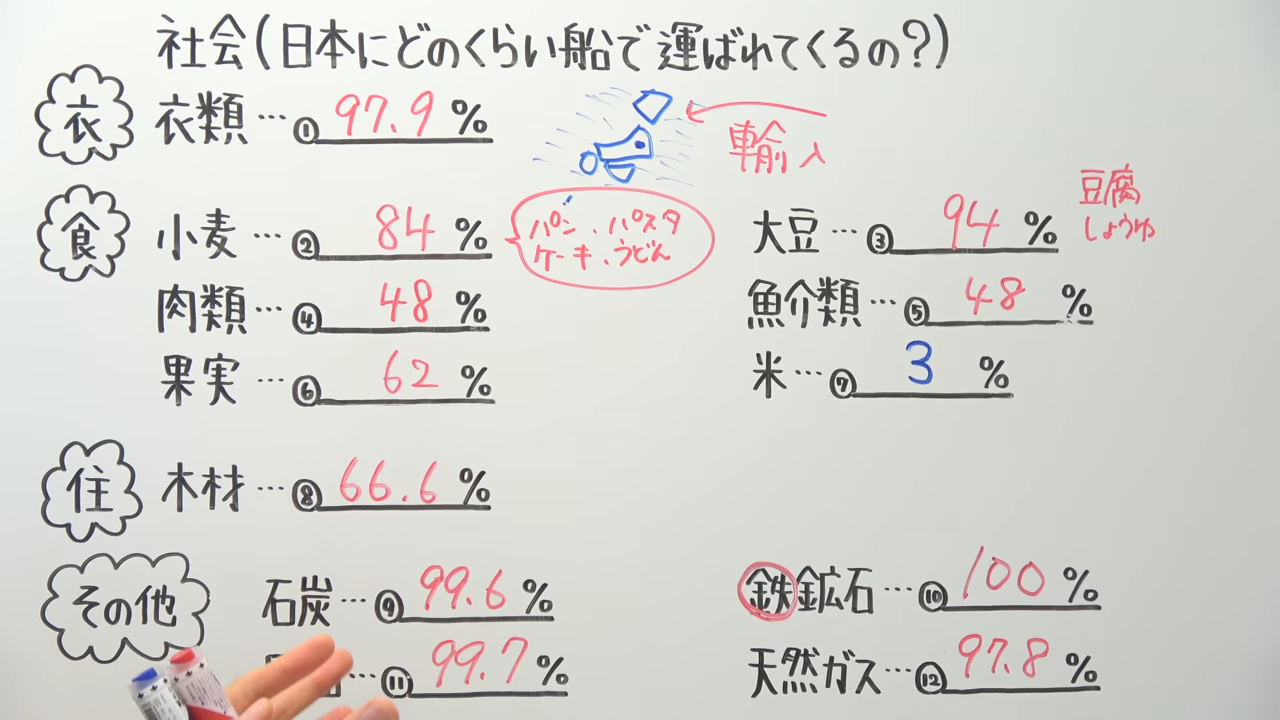 社会(日本にどのくらい船で運ばれてくるの?)
衣 衣類…① 97.9 %
輸入
食 小麦…② 84 %
パン、パスタ
ケーキ、うどん
大豆…③ 94 %
豆腐
しょうゆ
肉類…④ 48 %
魚介類…⑤ 48 %
果実…⑥ 62 %
米…⑦ 3 %
住 木材…⑧ 66.6 %
その他 石炭…⑨ 99.6 %
鉄鉱石…⑩ 100 %
…⑪ 99.7 %
天然ガス…⑫ 97.8 %